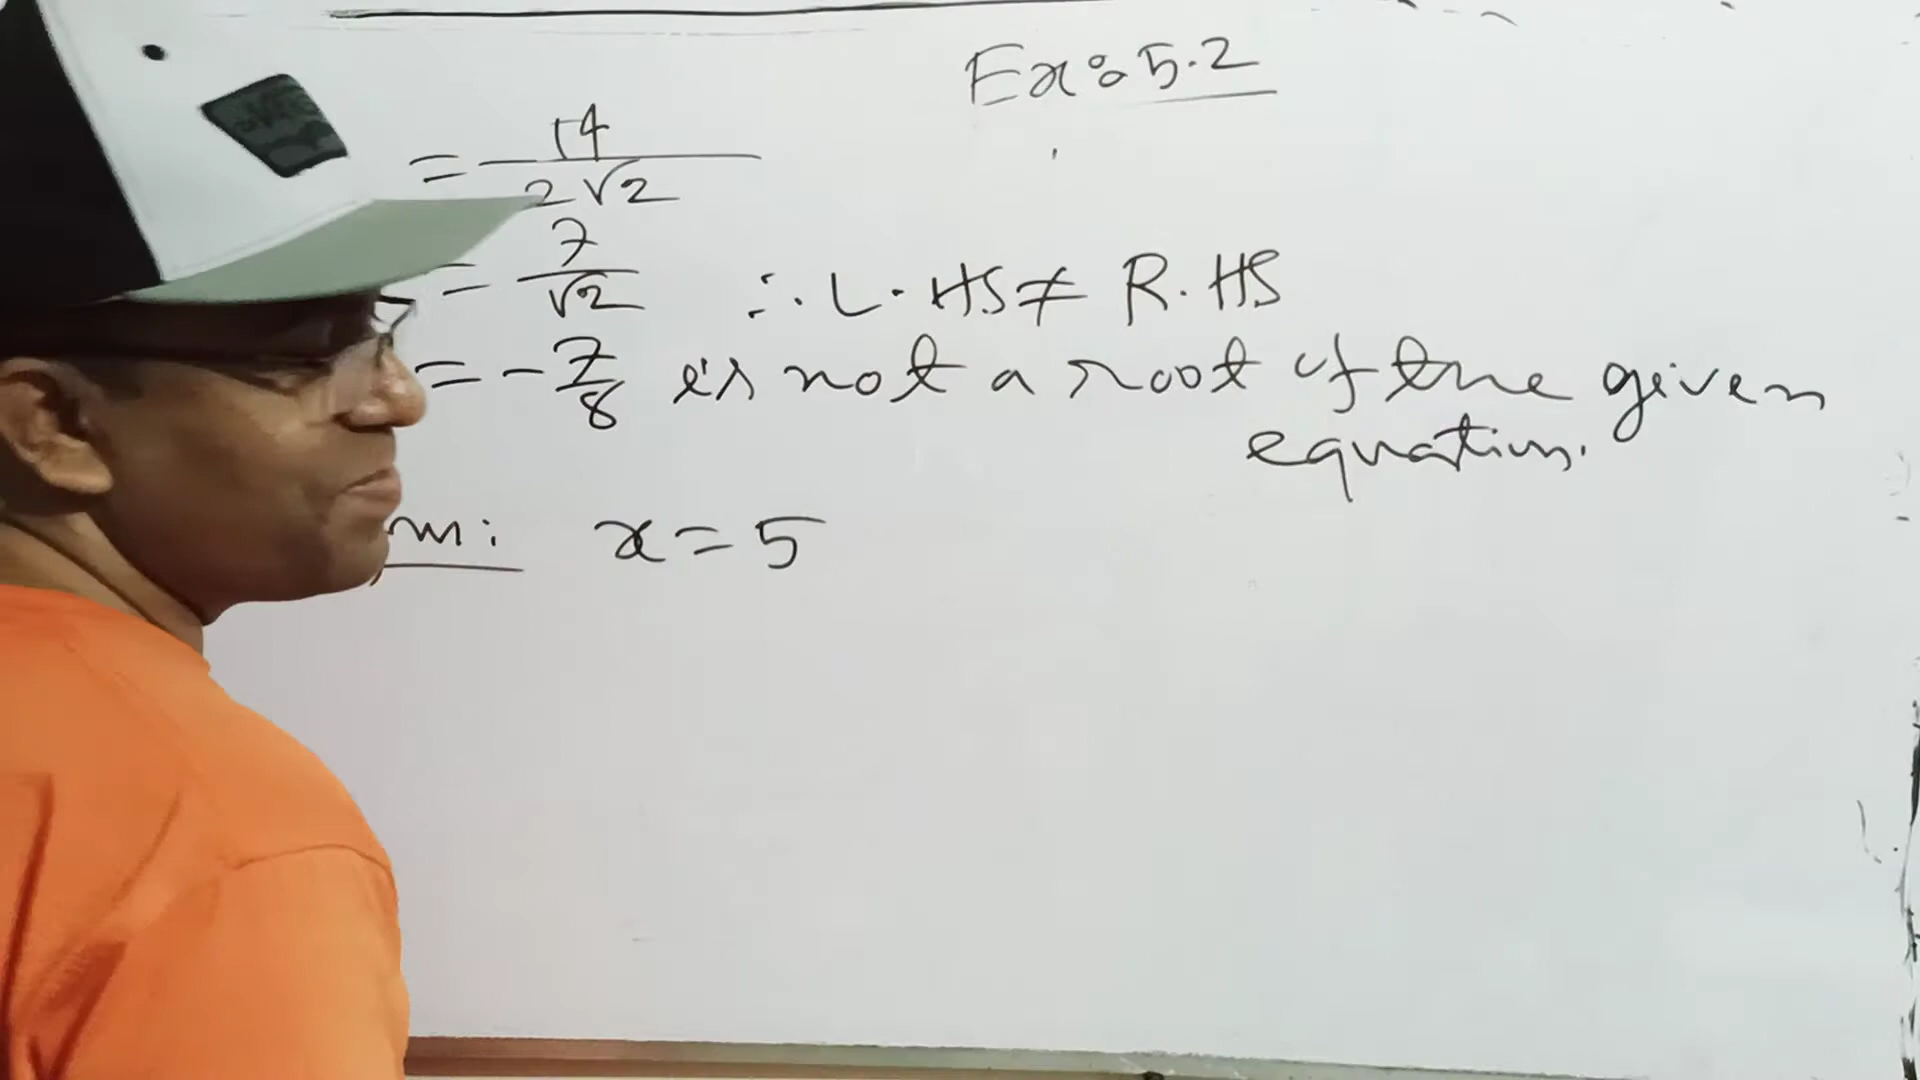 Ex: 5.2
= 14 / 2√2
= 7 / √2 ∴ L.HS ≠ R.HS
= - 7/8 is not a root of the given
equation.
x = 5